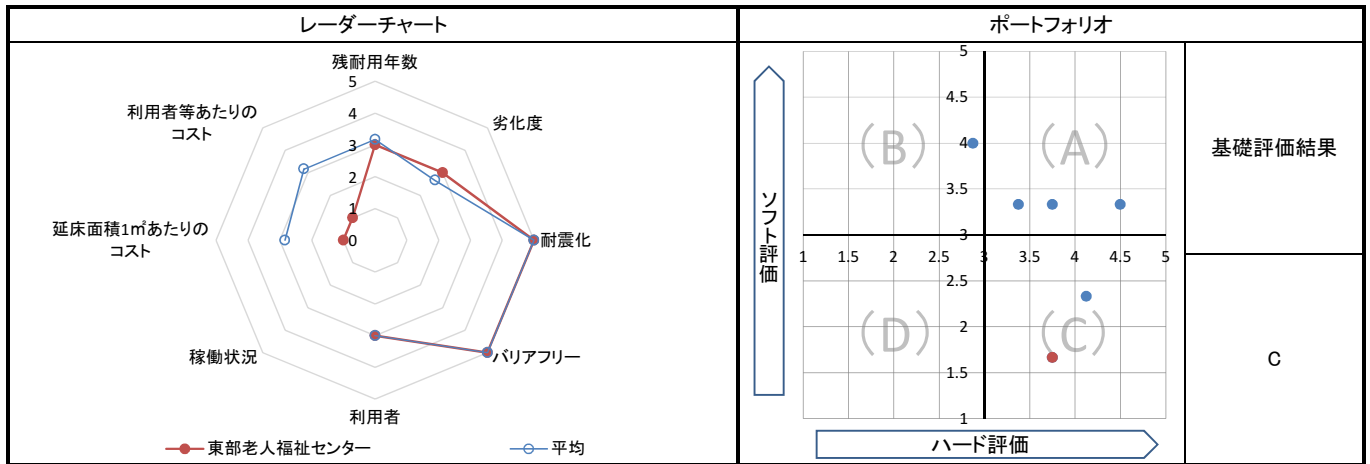 レーダーチャート
ポートフォリオ
残耐用年数
5
4
3
2
1
0
劣化度
耐震化
バリアフリー
利用者
稼働状況
延床面積1㎡あたりの
コスト
利用者等あたりの
コスト
東部老人福祉センター
平均
ソフト評価
5
4.5
4
3.5
3
2.5
2
1.5
1
1
1.5
2
2.5
3
3.5
4
4.5
5
(B)
(A)
(D)
(C)
ハード評価
基礎評価結果
C